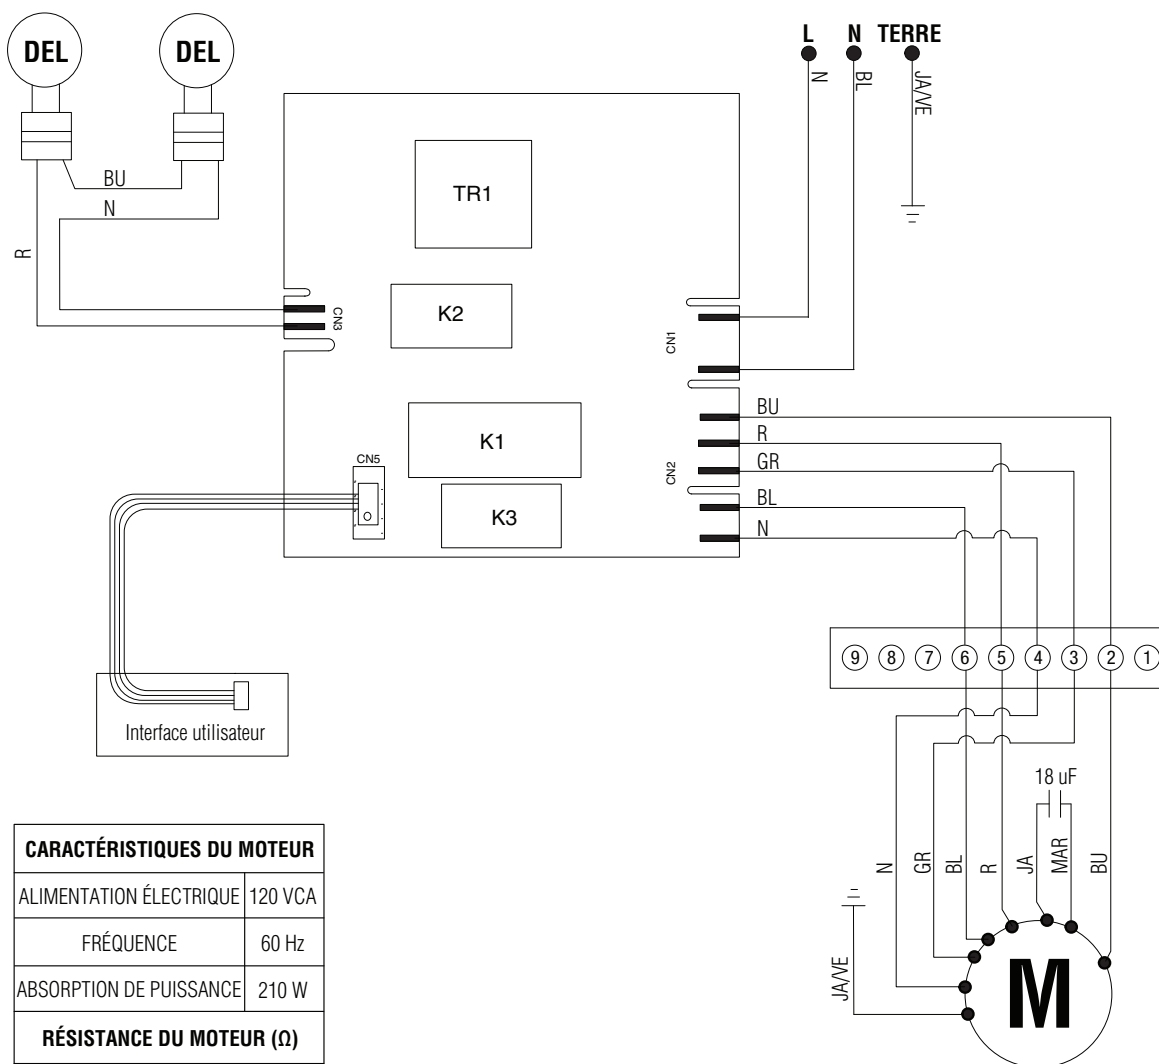 DEL DEL
L N TERRE
N BL JA/VE
BU
N
R
TR1
K2
CN3
CN1
K1
K3
CN5
CN2
BU
R
GR
BL
N
9 8 7 6 5 4 3 2 1
Interface utilisateur
18 uF
N GR BL R JA MAR BU
JA/VE
M
CARACTÉRISTIQUES DU MOTEUR
ALIMENTATION ÉLECTRIQUE 120 VCA
FRÉQUENCE 60 Hz
ABSORPTION DE PUISSANCE 210 W
RÉSISTANCE DU MOTEUR (Ω)